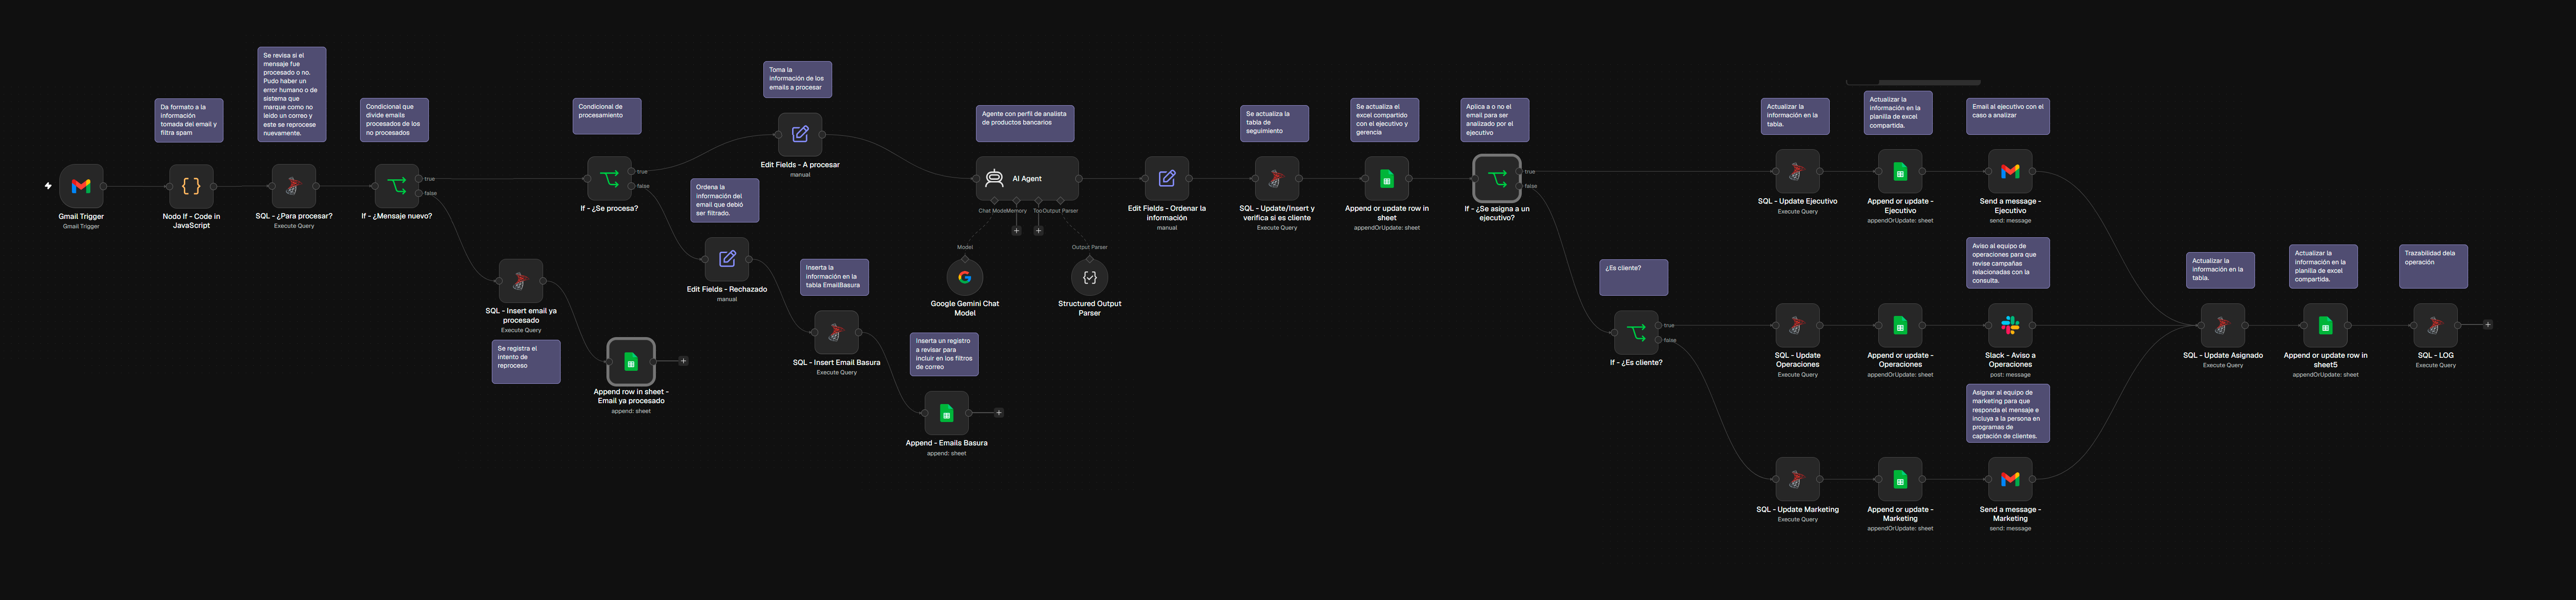 Da formato a la
información
tomada del email y
filtra spam
Se revisa si el
mensaje fue
procesado o no.
Pudo haber un
error humano o de
sistema que
marque como no
leido un correo y
este se reprocese
nuevamente.
Condicional que
divide emails
procesados de los
no procesados
Gmail Trigger
Gmail Trigger
Nodo If - Code in
JavaScript
SQL - ¿Para procesar?
Execute Query
true
false
If - ¿Mensaje nuevo?
SQL - Insert email ya
procesado
Execute Query
Se registra el
intento de
reproceso
Append row in sheet -
Email ya procesado
append: sheet
Condicional de
procesamiento
true
false
If - ¿Se procesa?
Toma la
información de los
emails a procesar
Edit Fields - A procesar
manual
Ordena la
información del
email que debió
ser filtrado.
Edit Fields - Rechazado
manual
Inserta la
información en la
tabla EmailBasura
SQL - Insert Email Basura
Execute Query
Inserta un registro
a revisar para
incluir en los filtros
de correo
Append - Emails Basura
append: sheet
Agente con perfil de analista
de productos bancarios
AI Agent
Chat Model
Memory
Tool
Output Parser
Model
Google Gemini Chat
Model
Output Parser
Structured Output
Parser
Edit Fields - Ordenar la
información
manual
Se actualiza la
tabla de
seguimiento
SQL - Update/Insert y
verifica si es cliente
Execute Query
Se actualiza el
excel compartido
con el ejecutivo y
gerencia
Append or update row in
sheet
appendOrUpdate: sheet
Aplica a o no el
email para ser
analizado por el
ejecutivo
true
false
If - ¿Se asigna a un
ejecutivo?
¿Es cliente?
true
false
If - ¿Es cliente?
Actualizar la
información en la
tabla.
SQL - Update Ejecutivo
Execute Query
Actualizar la
información en la
planilla de excel
compartida.
Append or update -
Ejecutivo
appendOrUpdate: sheet
Email al ejecutivo con el
caso a analizar
Send a message -
Ejecutivo
send: message
SQL - Update
Operaciones
Execute Query
Append or update -
Operaciones
appendOrUpdate: sheet
Aviso al equipo de
operaciones para que
revise campañas
relacionadas con la
consulta.
Slack - Aviso a
Operaciones
post: message
SQL - Update Marketing
Execute Query
Append or update -
Marketing
appendOrUpdate: sheet
Asignar al equipo de
marketing para que
responda el mensaje e
incluya a la persona en
programas de
captación de clientes.
Send a message -
Marketing
send: message
Actualizar la
información en la
tabla.
SQL - Update Asignado
Execute Query
Actualizar la
información en la
planilla de excel
compartida.
Append or update row in
sheet5
appendOrUpdate: sheet
Trazabilidad dela
operación
SQL - LOG
Execute Query